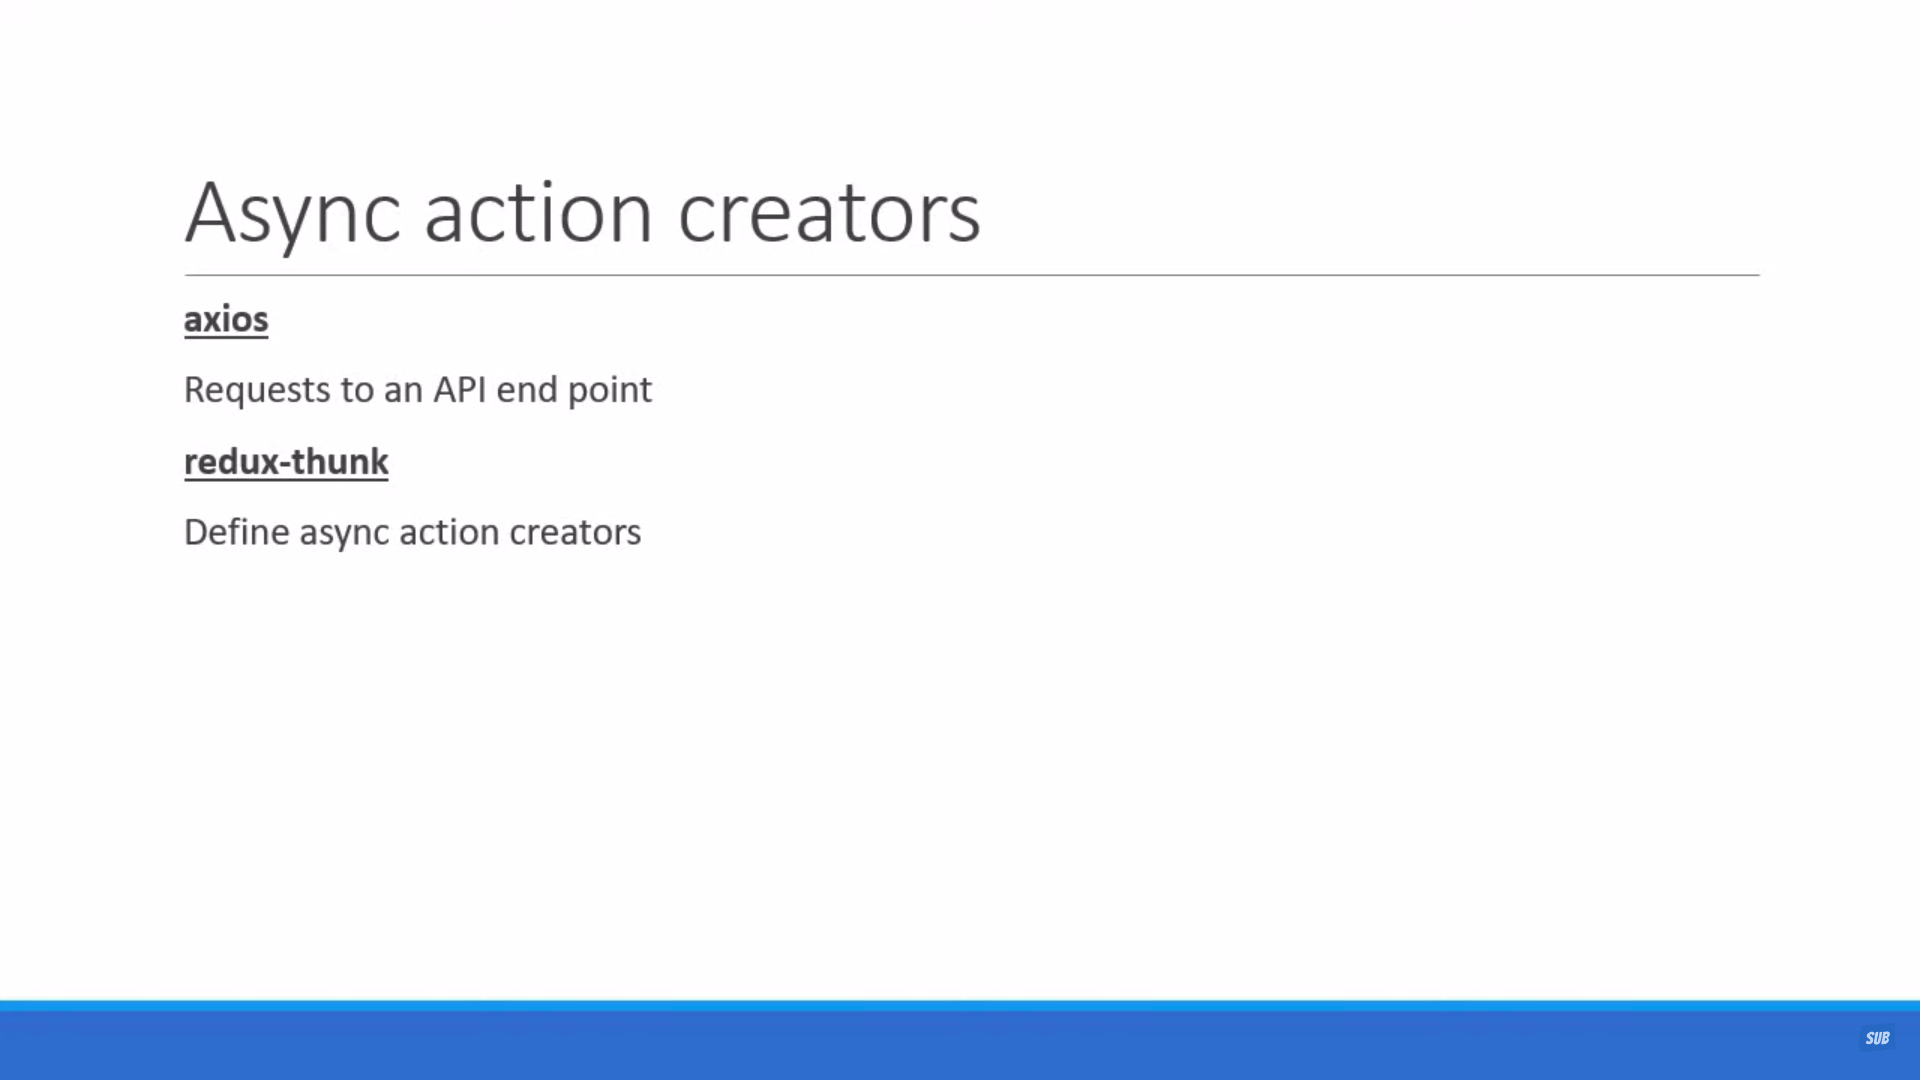 Async action creators
axios
Requests to an API end point
redux-thunk
Define async action creators
SUB